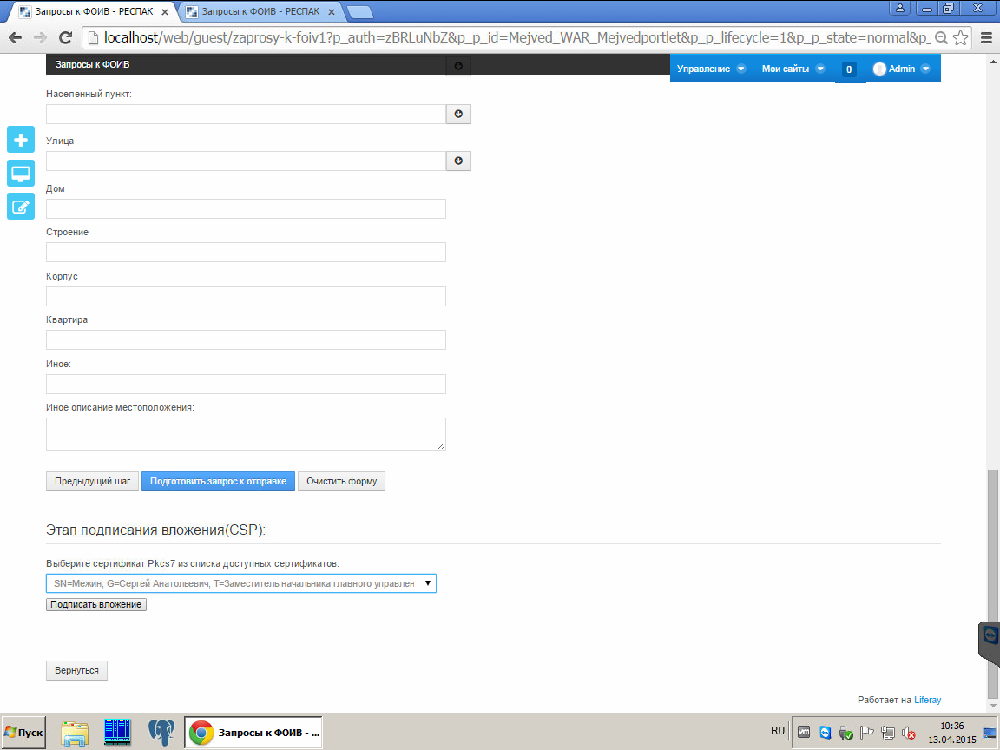 Запросы к ФОИВ - РЕСПАК
Запросы к ФОИВ - РЕСПАК
localhost/web/guest/zaprosy-k-foiv1?p_auth=zBRLuNbZ&p_p_id=Mejved_WAR_Mejvedportlet&p_p_lifecycle=1&p_p_state=normal&p_
Запросы к ФОИВ
Управление Мои сайты 0 Admin
Населенный пункт:
Улица
Дом
Строение
Корпус
Квартира
Иное:
Иное описание местоположения:
Предыдущий шаг Подготовить запрос к отправке Очистить форму
Этап подписания вложения(CSP):
Выберите сертификат Pkcs7 из списка доступных сертификатов:
SN=Межин, G=Сергей Анатольевич, T=Заместитель начальника главного управлен
Подписать вложение
Вернуться
Работает на Liferay
Пуск
Запросы к ФОИВ - ...
RU
vm
10:36
13.04.2015